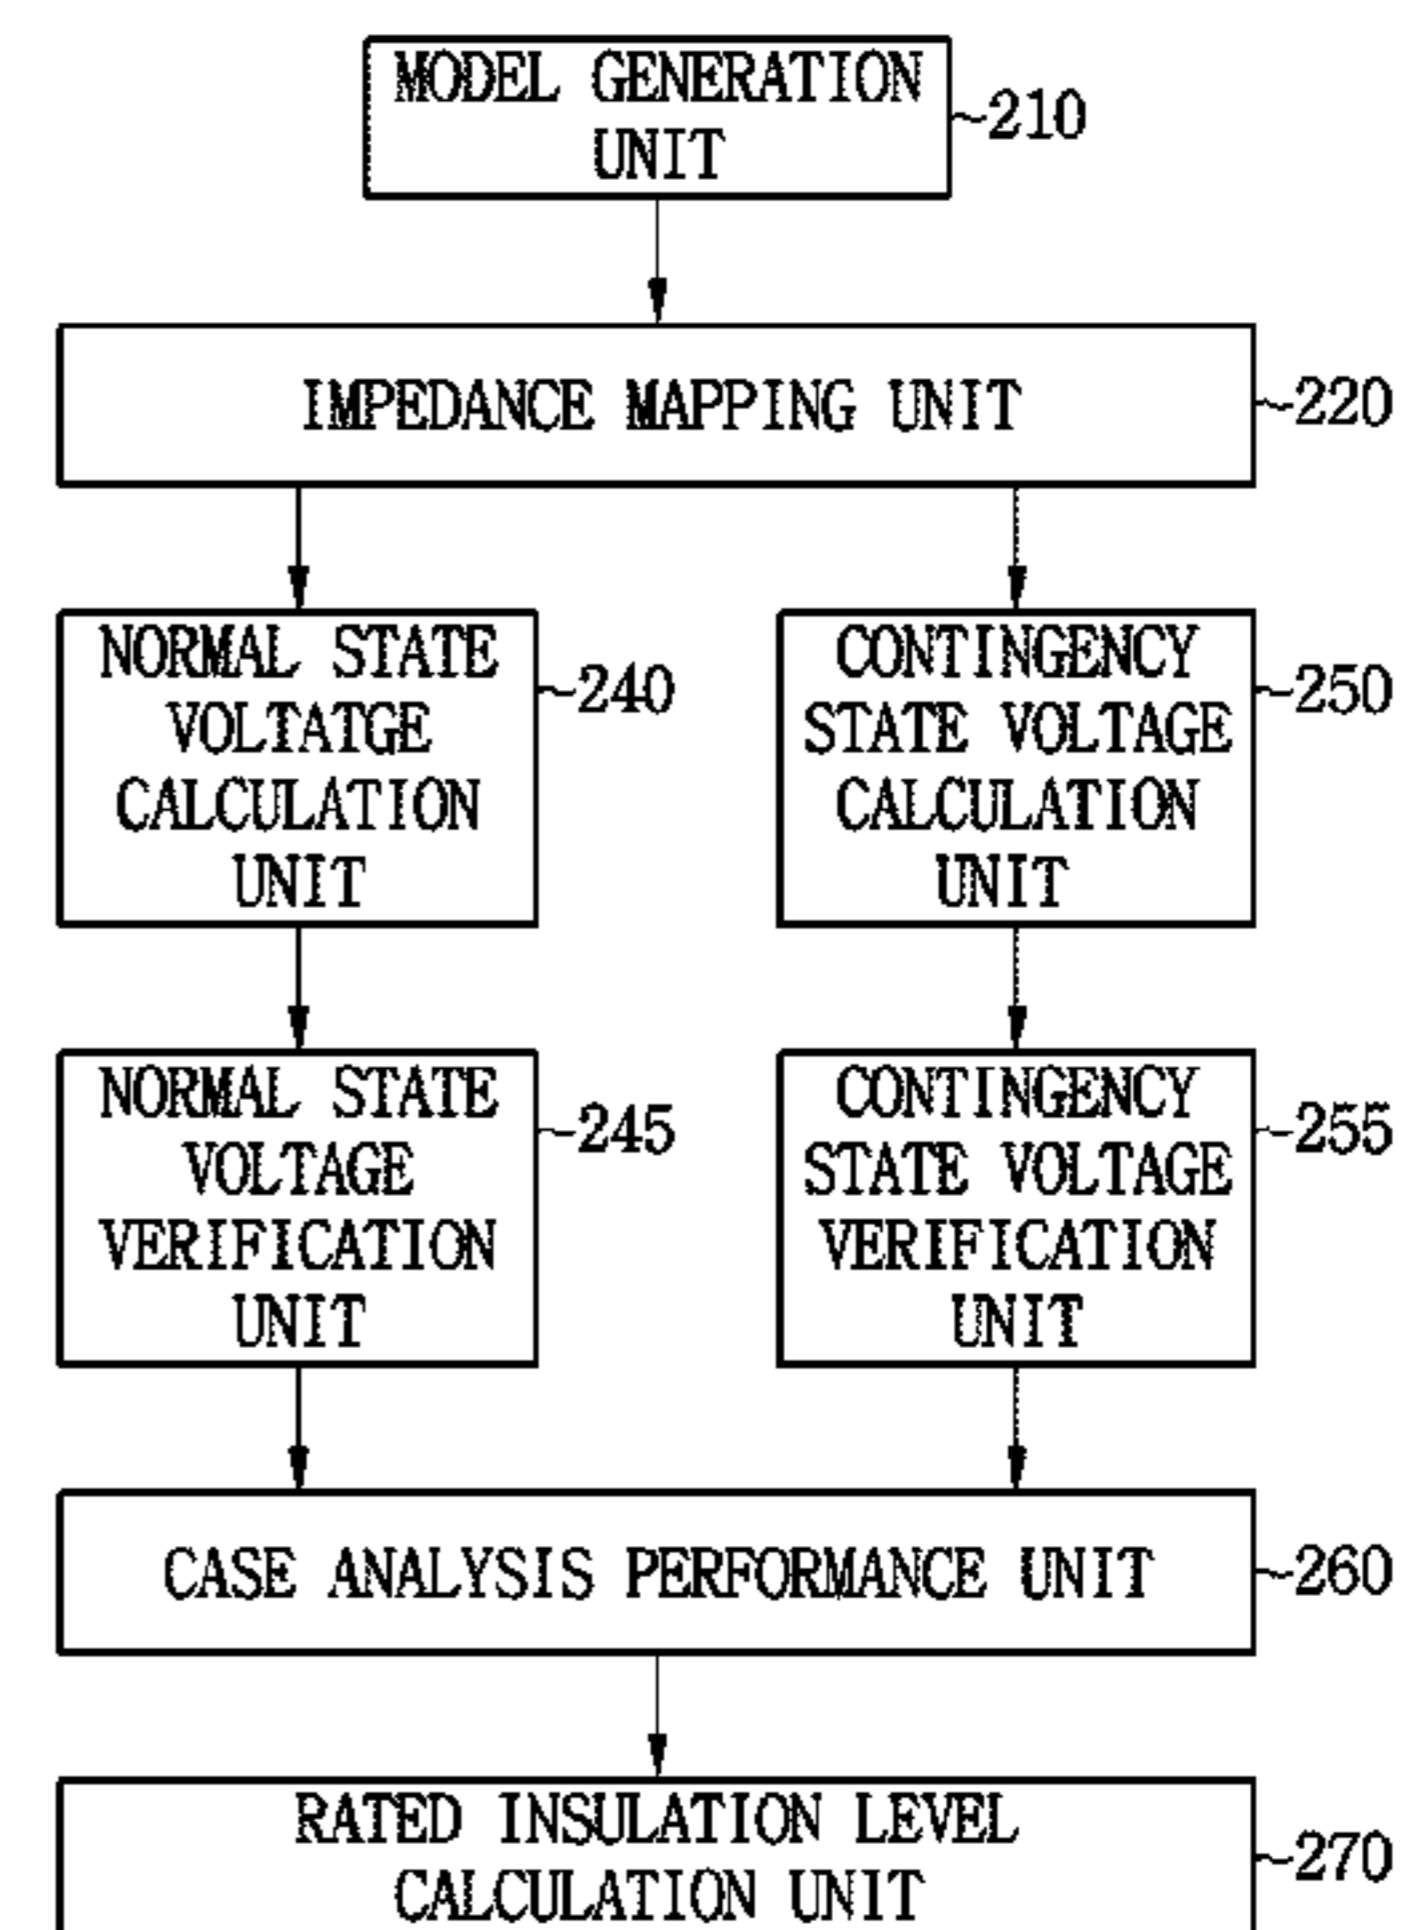 MODEL GENERATION
UNIT
210
IMPEDANCE MAPPING UNIT
220
NORMAL STATE
VOLTATGE
CALCULATION
UNIT
240
CONTINGENCY
STATE VOLTAGE
CALCULATION
UNIT
250
NORMAL STATE
VOLTAGE
VERIFICATION
UNIT
245
CONTINGENCY
STATE VOLTAGE
VERIFICATION
UNIT
255
CASE ANALYSIS PERFORMANCE UNIT
260
RATED INSULATION LEVEL
CALCULATION UNIT
270